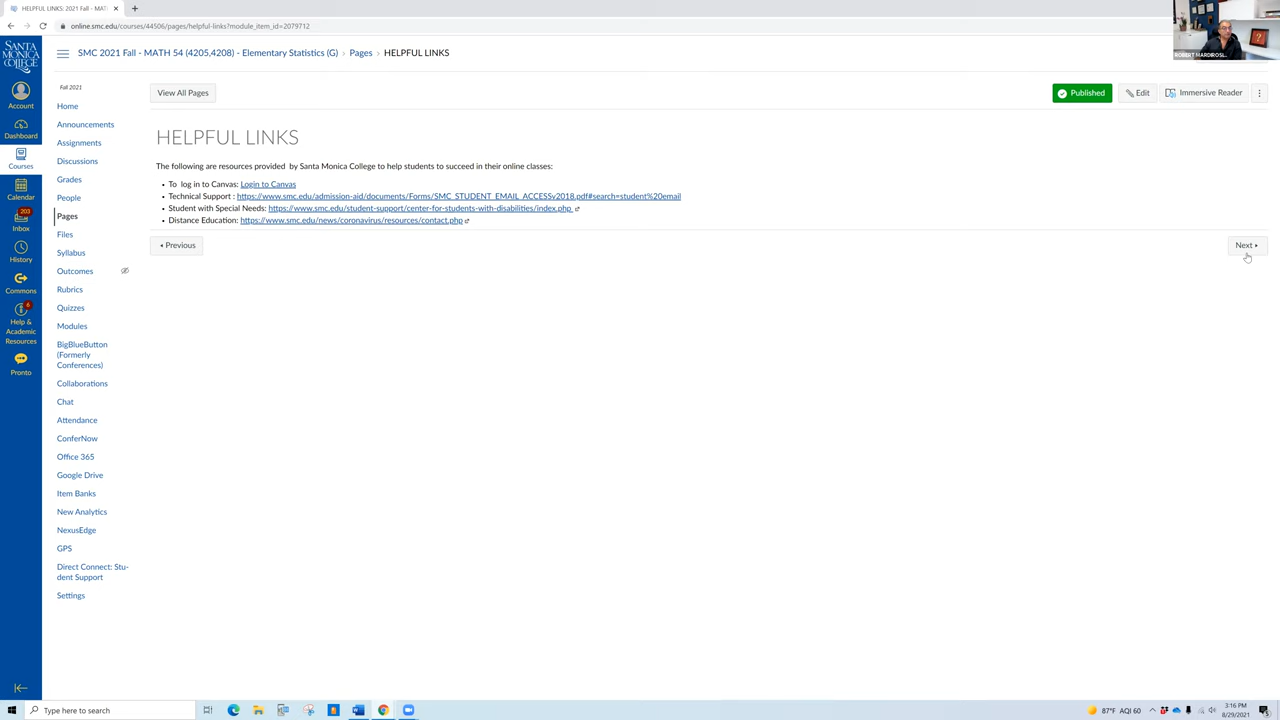 HELPFUL LINKS: 2021 Fall - MAT
online.smc.edu/courses/44506/pages/helpful-links?module_item_id=2079712
SANTA MONICA COLLEGE
SMC 2021 Fall - MATH 54 (4205,4208) - Elementary Statistics (G) › Pages › HELPFUL LINKS
Fall 2021
View All Pages
Published
Edit
Immersive Reader
HELPFUL LINKS
The following are resources provided by Santa Monica College to help students to succeed in their online classes:
• To log in to Canvas: Login to Canvas
• Technical Support : https://www.smc.edu/admission-aid/documents/Forms/SMC_STUDENT_EMAIL_ACCESSv2018.pdf#search=student%20email
• Student with Special Needs: https://www.smc.edu/student-support/center-for-students-with-disabilities/index.php
• Distance Education: https://www.smc.edu/news/coronavirus/resources/contact.php
Previous
Next
Account
Dashboard
Courses
Calendar
203
Inbox
History
Commons
6
Help &
Academic
Resources
Pronto
Home
Announcements
Assignments
Discussions
Grades
People
Pages
Files
Syllabus
Outcomes
Rubrics
Quizzes
Modules
BigBlueButton
(Formerly
Conferences)
Collaborations
Chat
Attendance
ConferNow
Office 365
Google Drive
Item Banks
New Analytics
NexusEdge
GPS
Direct Connect: Stu-
dent Support
Settings
ROBERT MARDIROS
Type here to search
87°F AQI 60
3:16 PM
8/29/2021